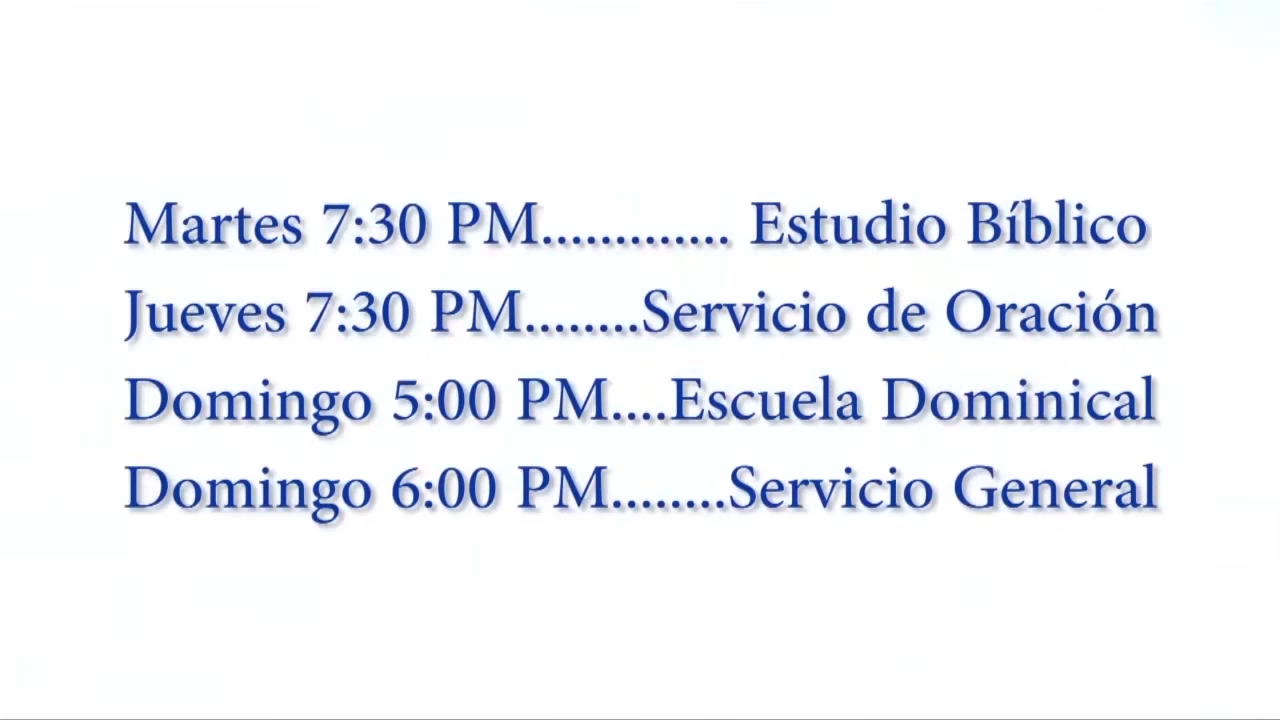 Martes 7:30 PM............. Estudio Bíblico
Jueves 7:30 PM........Servicio de Oración
Domingo 5:00 PM....Escuela Dominical
Domingo 6:00 PM........Servicio General